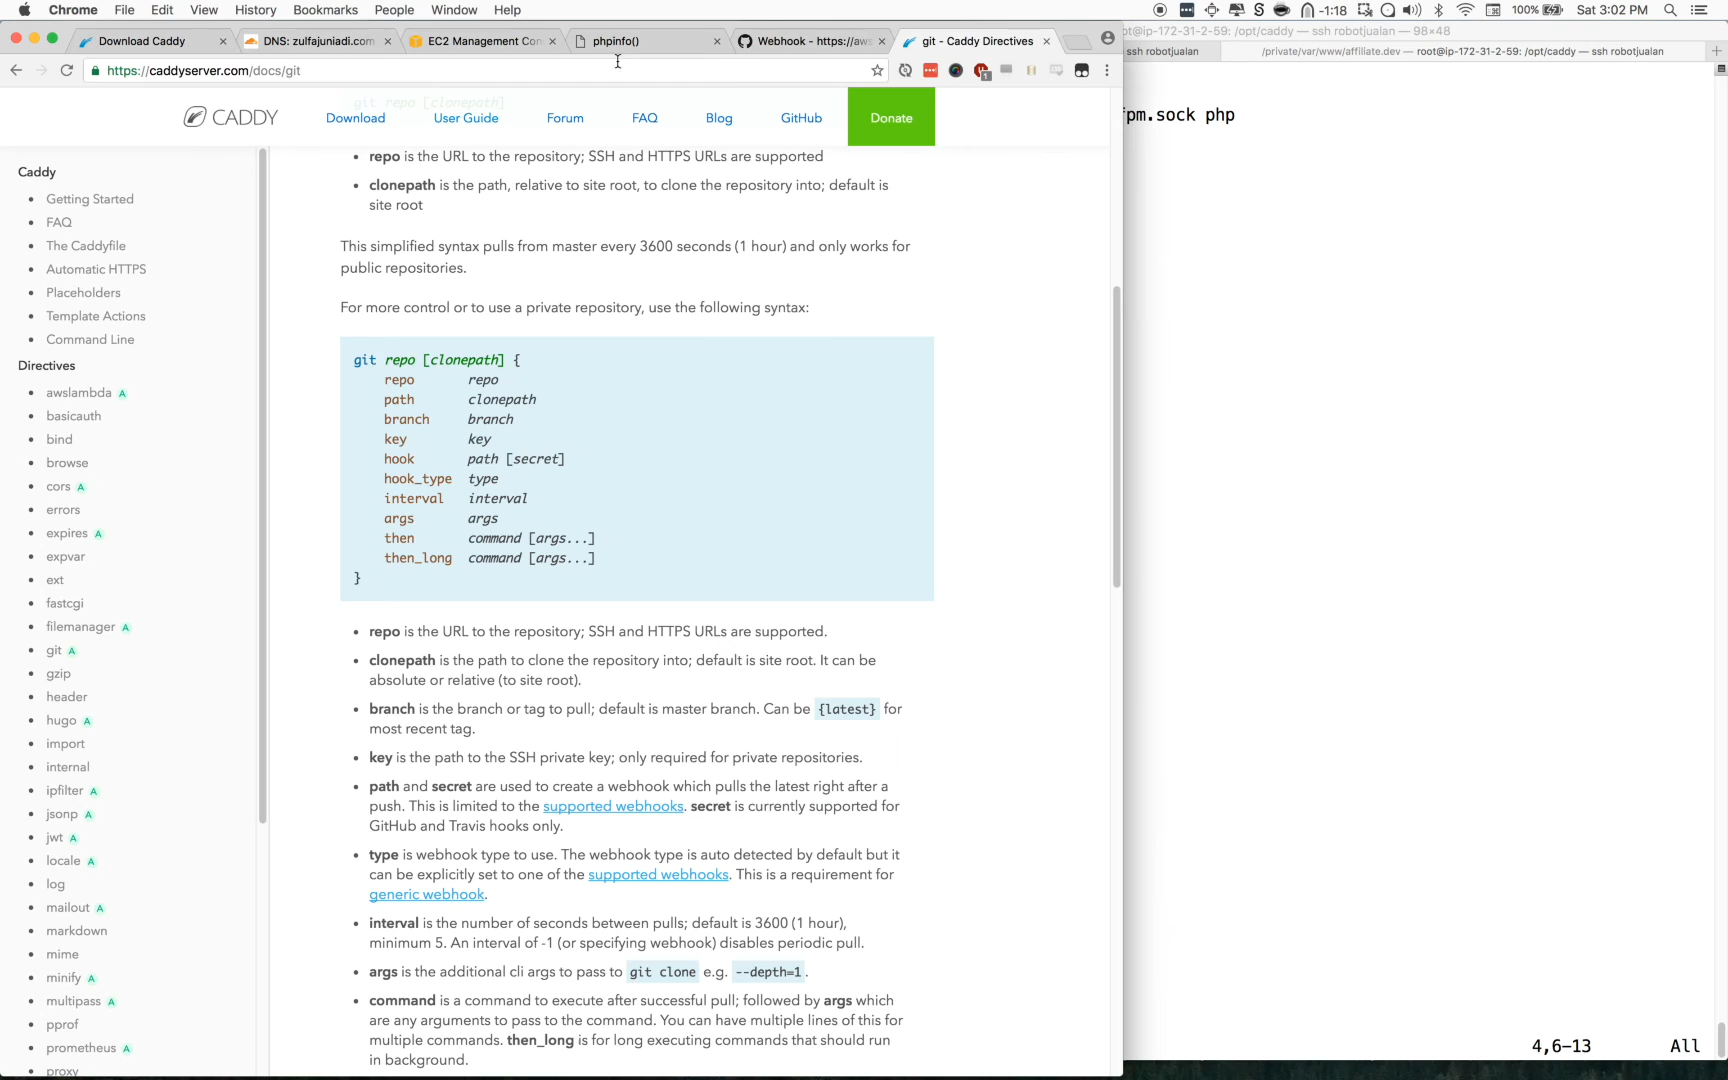 Chrome File Edit View History Bookmarks People Window Help
-1:18 100% Sat 3:02 PM
Download Caddy
DNS: zulfajuniadi.com
EC2 Management Con
phpinfo()
Webhook - https://aws
git - Caddy Directives
https://caddyserver.com/docs/git
1
git repo [clonepath]
CADDY
Download
User Guide
Forum
FAQ
Blog
GitHub
Donate
Caddy
Getting Started
FAQ
The Caddyfile
Automatic HTTPS
Placeholders
Template Actions
Command Line
Directives
awslambda A
basicauth
bind
browse
cors A
errors
expires A
expvar
ext
fastcgi
filemanager A
git A
gzip
header
hugo A
import
internal
ipfilter A
jsonp A
jwt A
locale A
log
mailout A
markdown
mime
minify A
multipass A
pprof
prometheus A
proxy
repo is the URL to the repository; SSH and HTTPS URLs are supported
clonepath is the path, relative to site root, to clone the repository into; default is
site root
This simplified syntax pulls from master every 3600 seconds (1 hour) and only works for
public repositories.
For more control or to use a private repository, use the following syntax:
git repo [clonepath] {
repo repo
path clonepath
branch branch
key key
hook path [secret]
hook_type type
interval interval
args args
then command [args...]
then_long command [args...]
}
repo is the URL to the repository; SSH and HTTPS URLs are supported.
clonepath is the path to clone the repository into; default is site root. It can be
absolute or relative (to site root).
branch is the branch or tag to pull; default is master branch. Can be {latest} for
most recent tag.
key is the path to the SSH private key; only required for private repositories.
path and secret are used to create a webhook which pulls the latest right after a
push. This is limited to the supported webhooks. secret is currently supported for
GitHub and Travis hooks only.
type is webhook type to use. The webhook type is auto detected by default but it
can be explicitly set to one of the supported webhooks. This is a requirement for
generic webhook.
interval is the number of seconds between pulls; default is 3600 (1 hour),
minimum 5. An interval of -1 (or specifying webhook) disables periodic pull.
args is the additional cli args to pass to git clone e.g. --depth=1.
command is a command to execute after successful pull; followed by args which
are any arguments to pass to the command. You can have multiple lines of this for
multiple commands. then_long is for long executing commands that should run
in background.
ot@ip-172-31-2-59: /opt/caddy — ssh robotjualan — 98×48
ssh robotjualan
/private/var/www/affiliate.dev — root@ip-172-31-2-59: /opt/caddy — ssh robotjualan
fpm.sock php
4,6-13 All